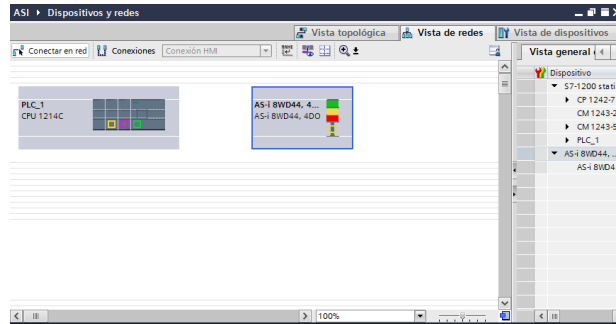 ASI ▸ Dispositivos y redes
Vista topológica
Vista de redes
Vista de dispositivos
Conectar en red
Conexiones
Conexión HMI
Vista general
PLC_1
CPU 1214C
AS-i 8WD44, 4...
AS-i 8WD44, 4DO
Dispositivo
S7-1200 stati
CP 1242-7
CM 1243-2
CM 1243-5
PLC_1
AS-i 8WD44, ...
AS-i 8WD4
100%